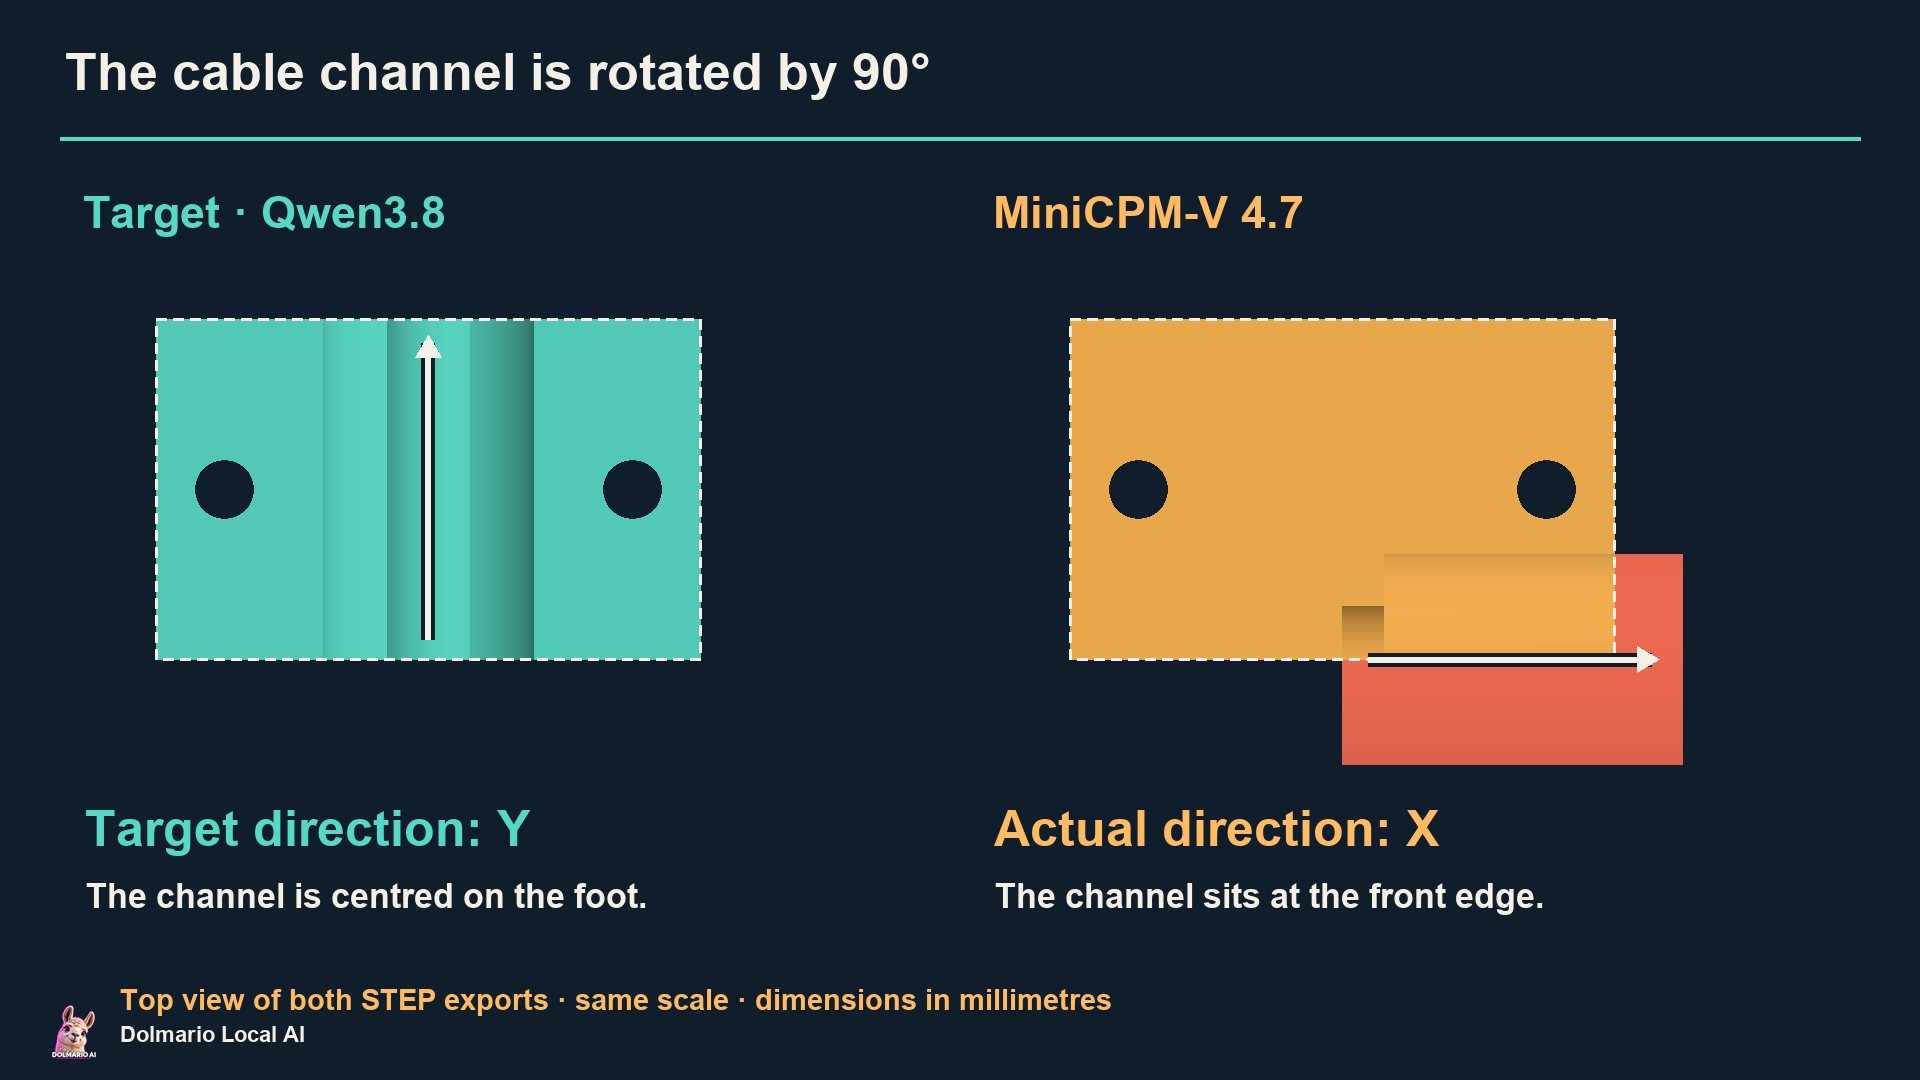 The cable channel is rotated by 90°
Target · Qwen3.8
MiniCPM-V 4.7
Target direction: Y
The channel is centred on the foot.
Actual direction: X
The channel sits at the front edge.
Top view of both STEP exports · same scale · dimensions in millimetres
Dolmario Local AI
DOLMARIO AI